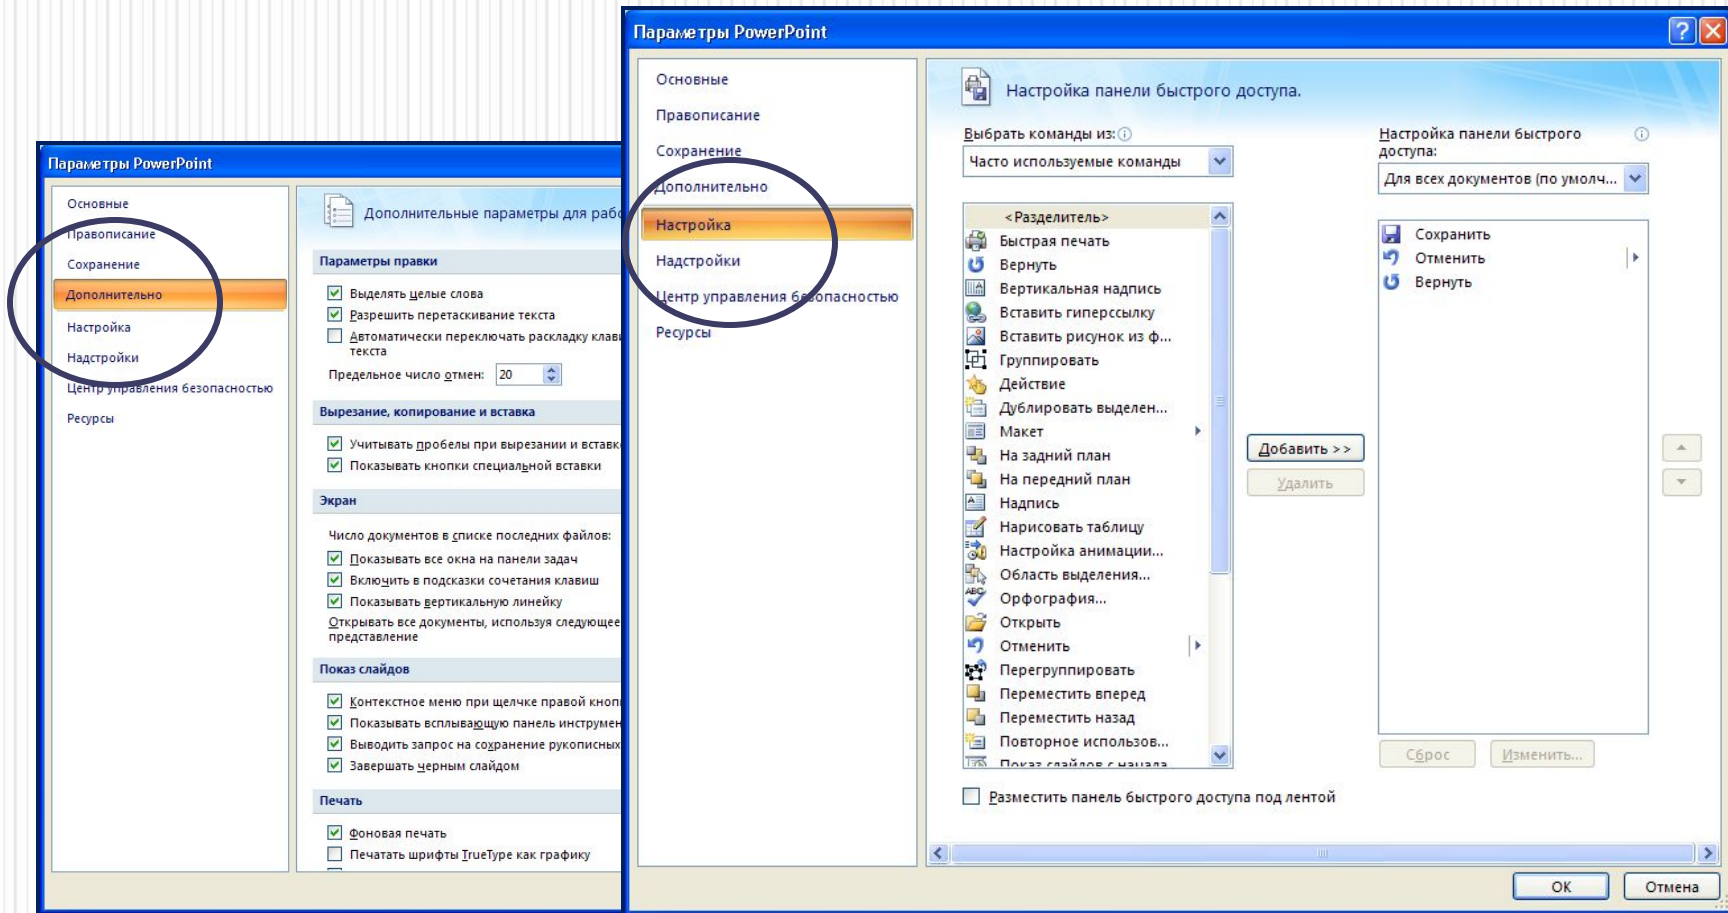 Параметры PowerPoint
Основные
Правописание
Сохранение
Дополнительно
Настройка
Надстройки
Центр управления безопасностью
Ресурсы
Дополнительные параметры для рабо
Параметры правки
Выделять целые слова
Разрешить перетаскивание текста
Автоматически переключать раскладку клави
текста
Предельное число отмен: 20
Вырезание, копирование и вставка
Учитывать пробелы при вырезании и вставк
Показывать кнопки специальной вставки
Экран
Число документов в списке последних файлов:
Показывать все окна на панели задач
Включить в подсказки сочетания клавиш
Показывать вертикальную линейку
Открывать все документы, используя следующее
представление
Показ слайдов
Контекстное меню при щелчке правой кноп
Показывать всплывающую панель инструмен
Выводить запрос на сохранение рукописных
Завершать черным слайдом
Печать
Фоновая печать
Печатать шрифты TrueType как графику
Параметры PowerPoint
Основные
Правописание
Сохранение
Дополнительно
Настройка
Надстройки
Центр управления безопасностью
Ресурсы
Настройка панели быстрого доступа.
Выбрать команды из:
Часто используемые команды
<Разделитель>
Быстрая печать
Вернуть
Вертикальная надпись
Вставить гиперссылку
Вставить рисунок из ф...
Группировать
Действие
Дублировать выделен...
Макет
На задний план
На передний план
Надпись
Нарисовать таблицу
Настройка анимации...
Область выделения...
Орфография...
Открыть
Отменить
Перегруппировать
Переместить вперед
Переместить назад
Повторное использов...
Показ слайдов с начала
Добавить >>
Удалить
Настройка панели быстрого
доступа:
Для всех документов (по умолч...
Сохранить
Отменить
Вернуть
Сброс
Изменить...
Разместить панель быстрого доступа под лентой
ОК
Отмена